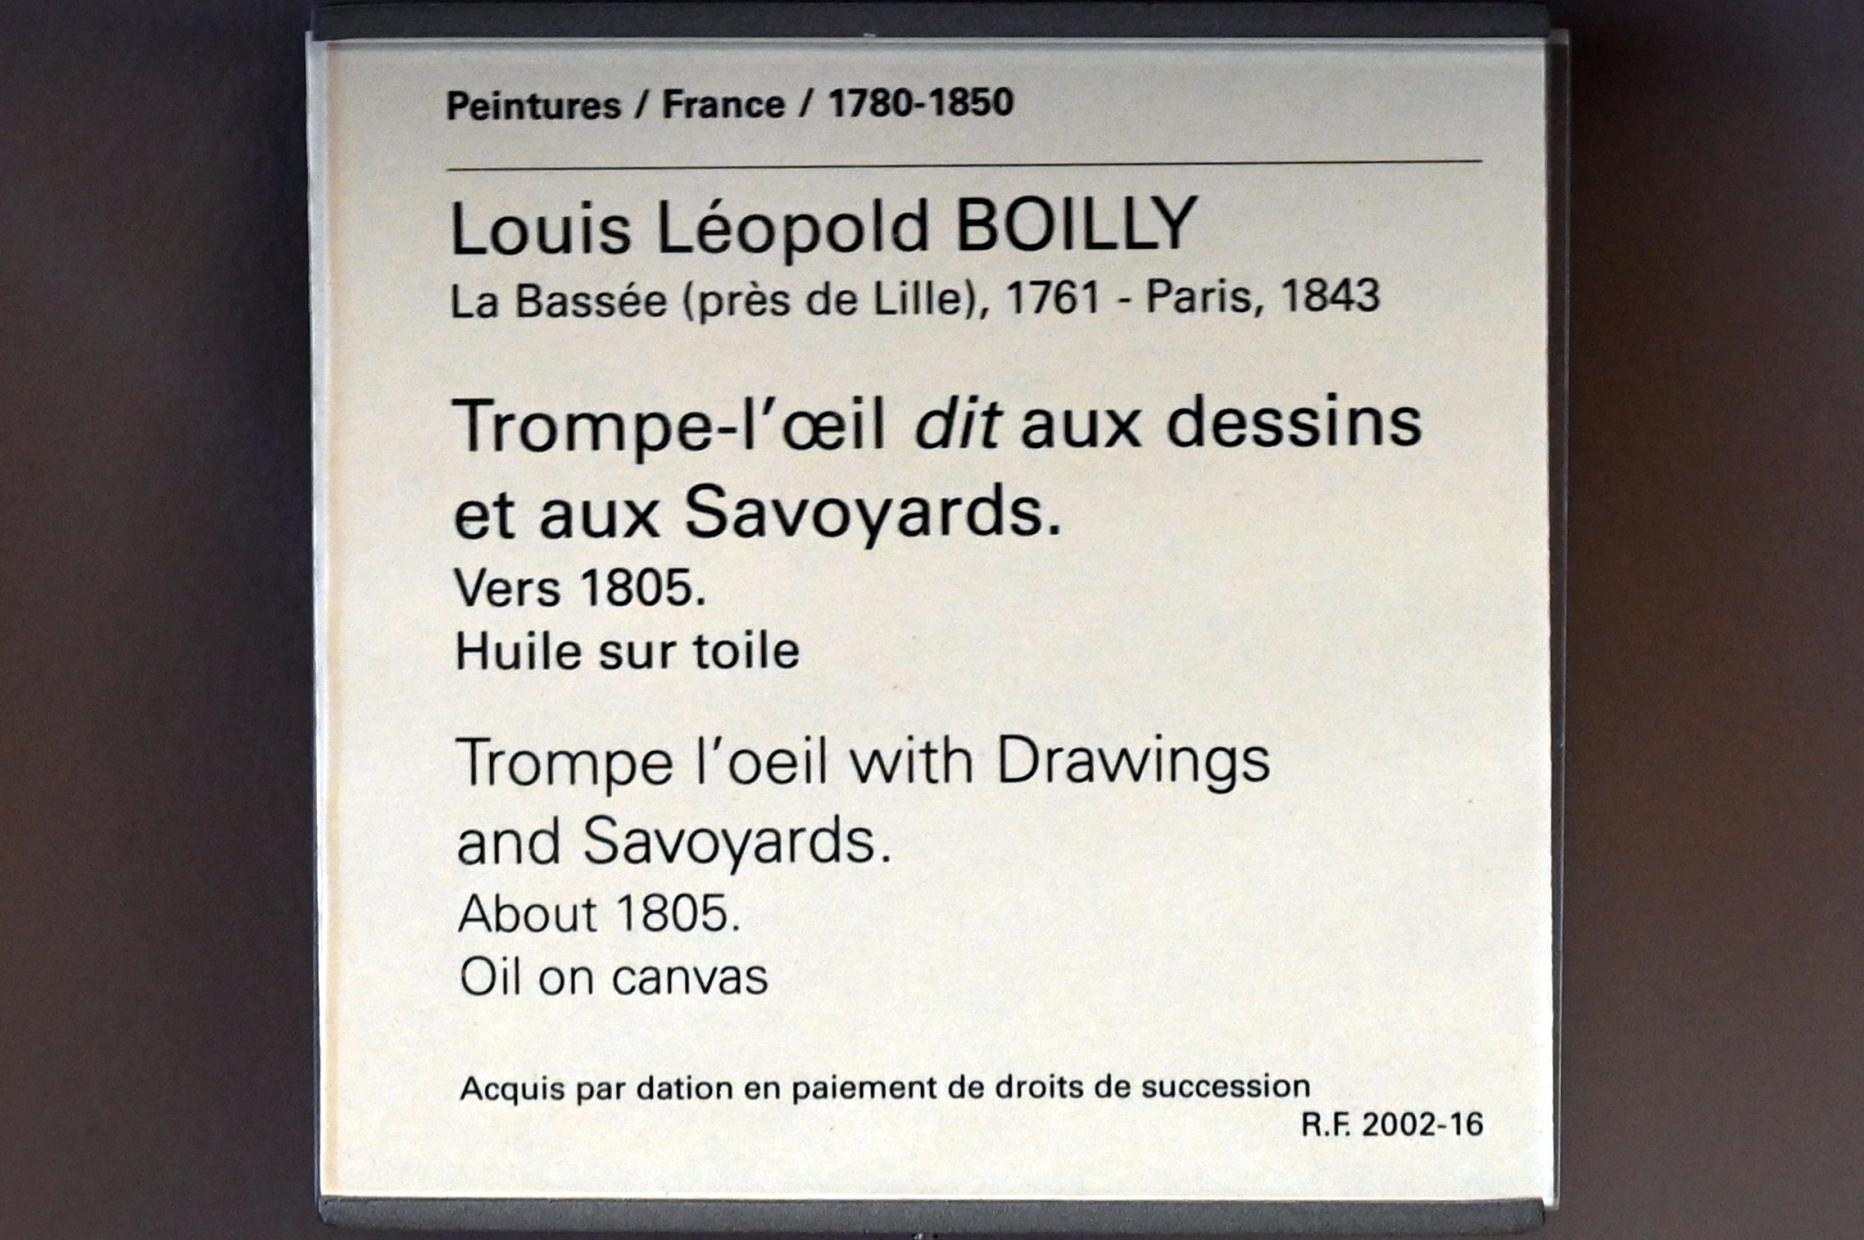 Peintures / France / 1780-1850
Louis Léopold BOILLY
La Bassée (près de Lille), 1761 - Paris, 1843
Trompe-l’œil dit aux dessins
et aux Savoyards.
Vers 1805.
Huile sur toile
Trompe l’oeil with Drawings
and Savoyards.
About 1805.
Oil on canvas
Acquis par dation en paiement de droits de succession
R.F. 2002-16